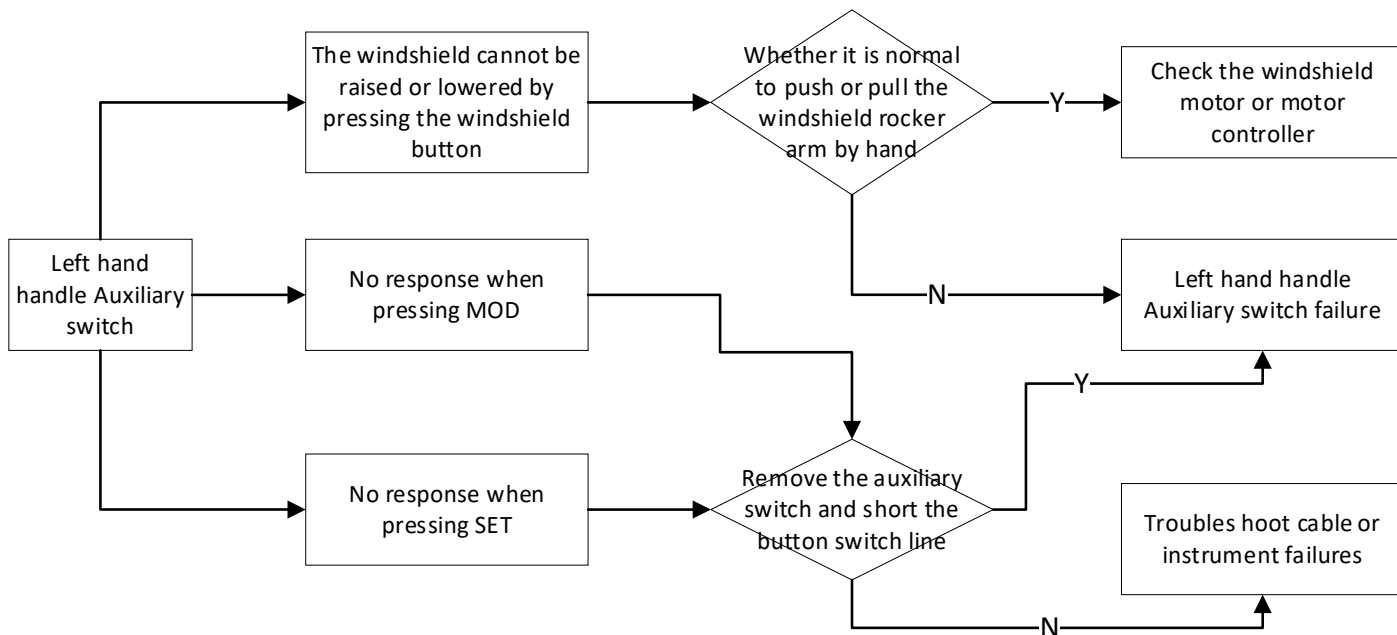 The windshield cannot be
raised or lowered by
pressing the windshield
button
Whether it is normal
to push or pull the
windshield rocker
arm by hand
Y
Check the windshield
motor or motor
controller
Left hand
handle Auxiliary
switch
No response when
pressing MOD
N
Left hand handle
Auxiliary switch failure
Y
No response when
pressing SET
Remove the auxiliary
switch and short the
button switch line
Troubles hoot cable or
instrument failures
N